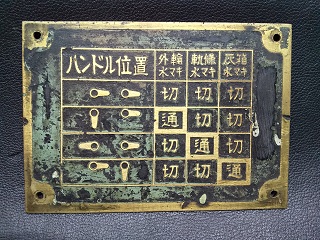 ハンドル位置 外輪水マキ 軌條水マキ 灰箱水マキ
切 切 切
通 切 切
切 通 切
切 切 通